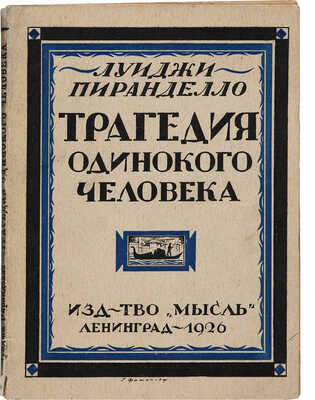 ЛУИДЖИ
ПИРАНДЕЛЛО
ТРАГЕДИЯ
ОДИНОКОГО
ЧЕЛОВЕКА
ИЗД~ТВО „МЫСЛЬ"
ЛЕНИНГРАД~1926